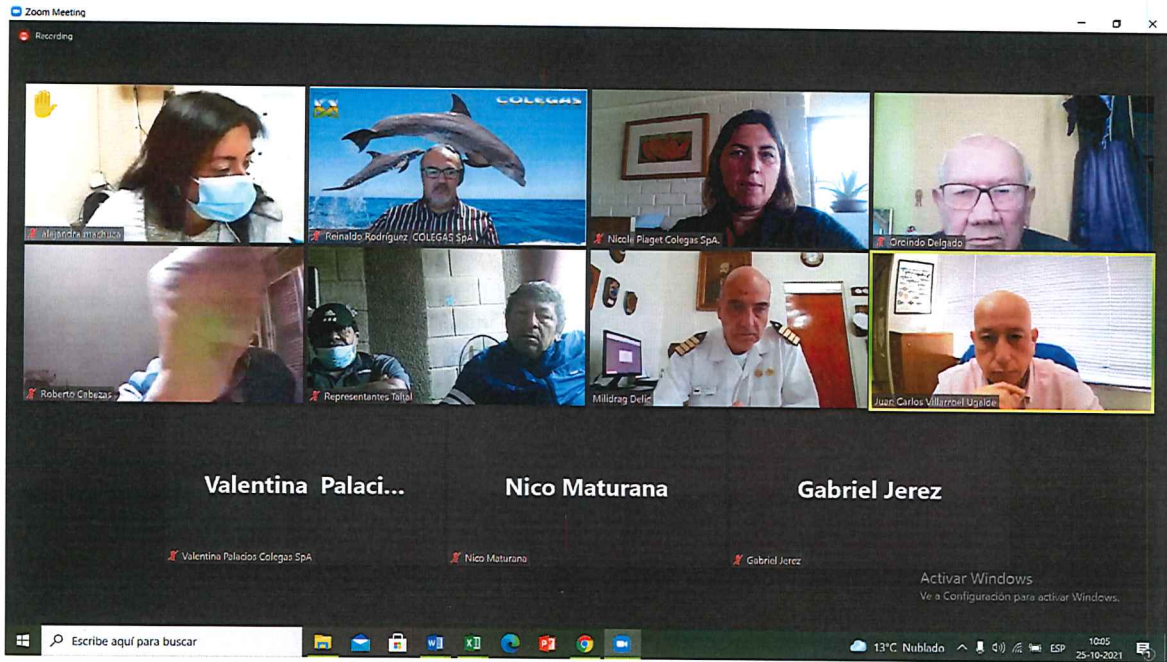 Zoom Meeting
Recording
COLEGAS
alejandra machuca
Reinaldo Rodríguez COLEGAS SpA
Nicole Piaget Colegas SpA.
Oroindo Delgado
Roberto Cabezas
Representantes Taltal
Milidrag Delic
Juan Carlos Villarroel Ugalde
Valentina Palaci...
Nico Maturana
Gabriel Jerez
Valentina Palacios Colegas SpA
Nico Maturana
Gabriel Jerez
Activar Windows
Ve a Configuración para activar Windows.
Escribe aquí para buscar
13°C Nublado
ESP
10:05
25-10-2021
1